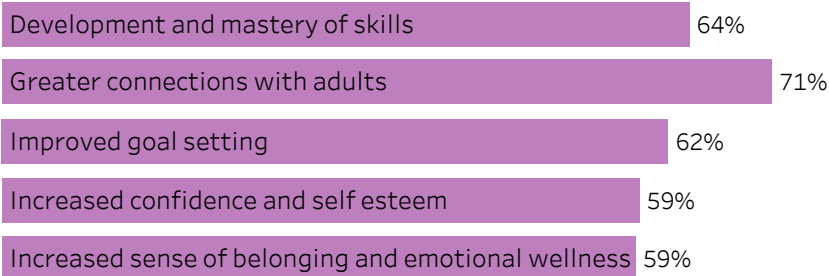 Development and mastery of skills 64%
Greater connections with adults 71%
Improved goal setting 62%
Increased confidence and self esteem 59%
Increased sense of belonging and emotional wellness 59%